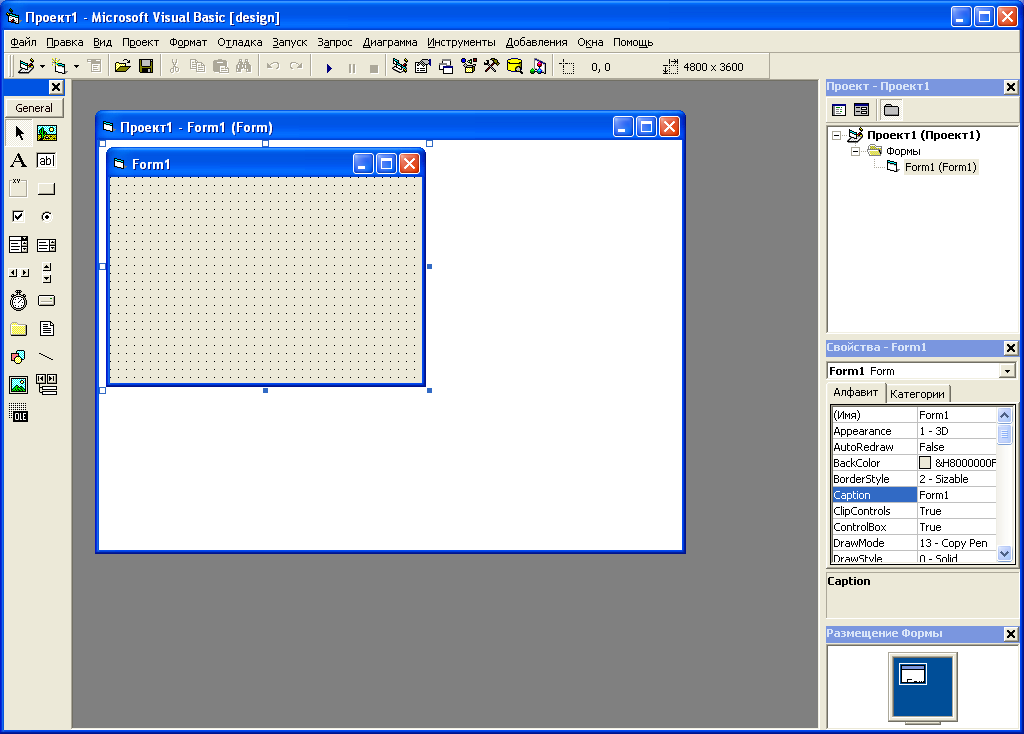 Проект1 - Microsoft Visual Basic [design]
Файл Правка Вид Проект Формат Отладка Запуск Запрос Диаграмма Инструменты Добавления Окна Помощь
0, 0 4800 x 3600
General
A ab|
xy
OLE
Проект1 - Form1 (Form)
Form1
Проект - Проект1
Проект1 (Проект1)
Формы
Form1 (Form1)
Свойства - Form1
Form1 Form
Алфавит Категории
(Имя) Form1
Appearance 1 - 3D
AutoRedraw False
BackColor &H8000000F
BorderStyle 2 - Sizable
Caption Form1
ClipControls True
ControlBox True
DrawMode 13 - Copy Pen
DrawStyle 0 - Solid
Caption
Размещение Формы